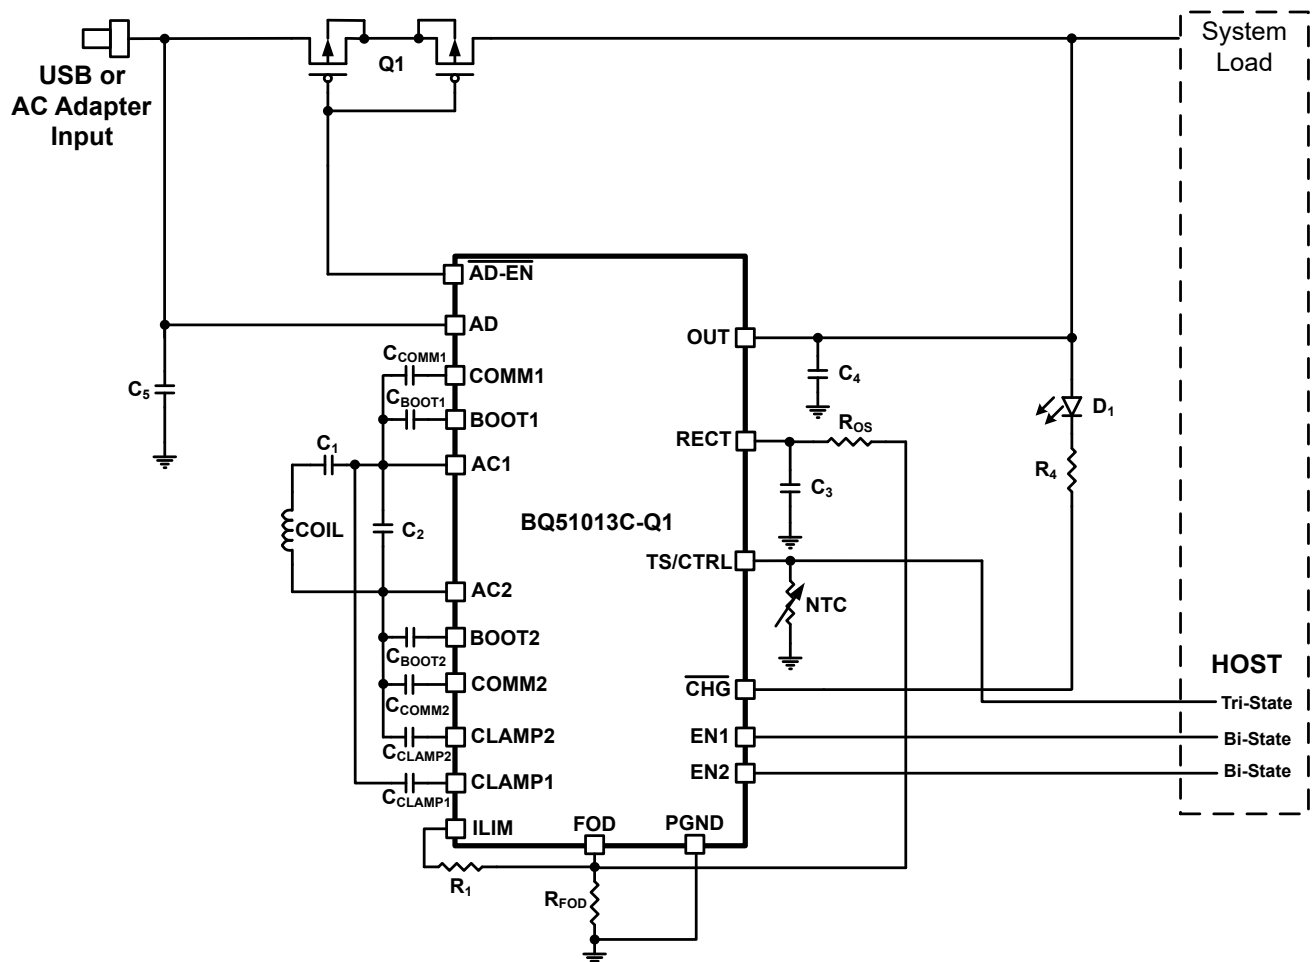 USB or
AC Adapter
Input
Q1
System
Load
AD-EN
AD
COMM1
BOOT1
AC1
AC2
BOOT2
COMM2
CLAMP2
CLAMP1
ILIM
FOD
PGND
OUT
RECT
TS/CTRL
CHG
EN1
EN2
BQ51013C-Q1
C5
CCOMM1
CBOOT1
C1
COIL
C2
CBOOT2
CCOMM2
CCLAMP2
CCLAMP1
R1
RFOD
C4
ROS
C3
NTC
D1
R4
HOST
Tri-State
Bi-State
Bi-State